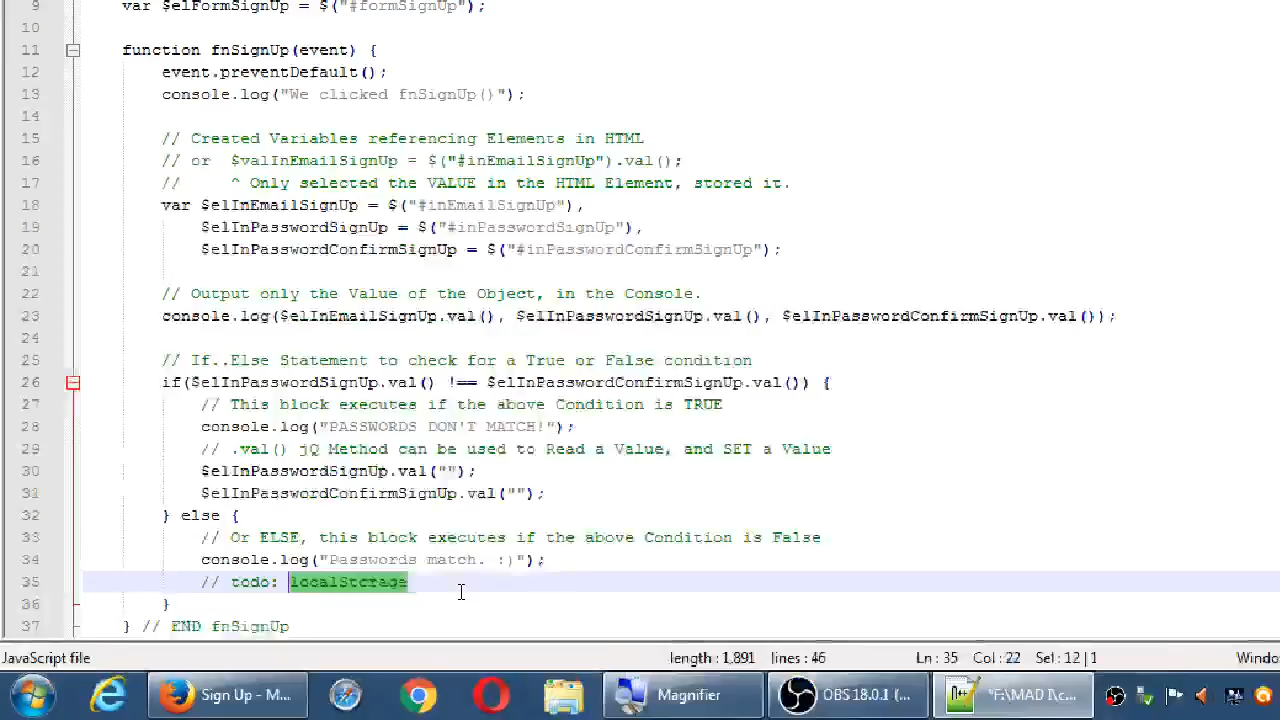 9 var $elFormSignUp = $("#formSignUp");
10
11 function fnSignUp(event) {
12 event.preventDefault();
13 console.log("We clicked fnSignUp()");
14
15 // Created Variables referencing Elements in HTML
16 // or $valInEmailSignUp = $("#inEmailSignUp").val();
17 // ^ Only selected the VALUE in the HTML Element, stored it.
18 var $elInEmailSignUp = $("#inEmailSignUp"),
19 $elInPasswordSignUp = $("#inPasswordSignUp"),
20 $elInPasswordConfirmSignUp = $("#inPasswordConfirmSignUp");
21
22 // Output only the Value of the Object, in the Console.
23 console.log($elInEmailSignUp.val(), $elInPasswordSignUp.val(), $elInPasswordConfirmSignUp.val());
24
25 // If..Else Statement to check for a True or False condition
26 if($elInPasswordSignUp.val() !== $elInPasswordConfirmSignUp.val()) {
27 // This block executes if the above Condition is TRUE
28 console.log("PASSWORDS DON'T MATCH!");
29 // .val() jQ Method can be used to Read a Value, and SET a Value
30 $elInPasswordSignUp.val("");
31 $elInPasswordConfirmSignUp.val("");
32 } else {
33 // Or ELSE, this block executes if the above Condition is False
34 console.log("Passwords match. :)");
35 // todo: localStorage
36 }
37 } // END fnSignUp
JavaScript file length : 1,891 lines : 46 Ln : 35 Col : 22 Sel : 12 | 1 Windo
Sign Up - M... Magnifier OBS 18.0.1 (... *F:\MAD I\c...